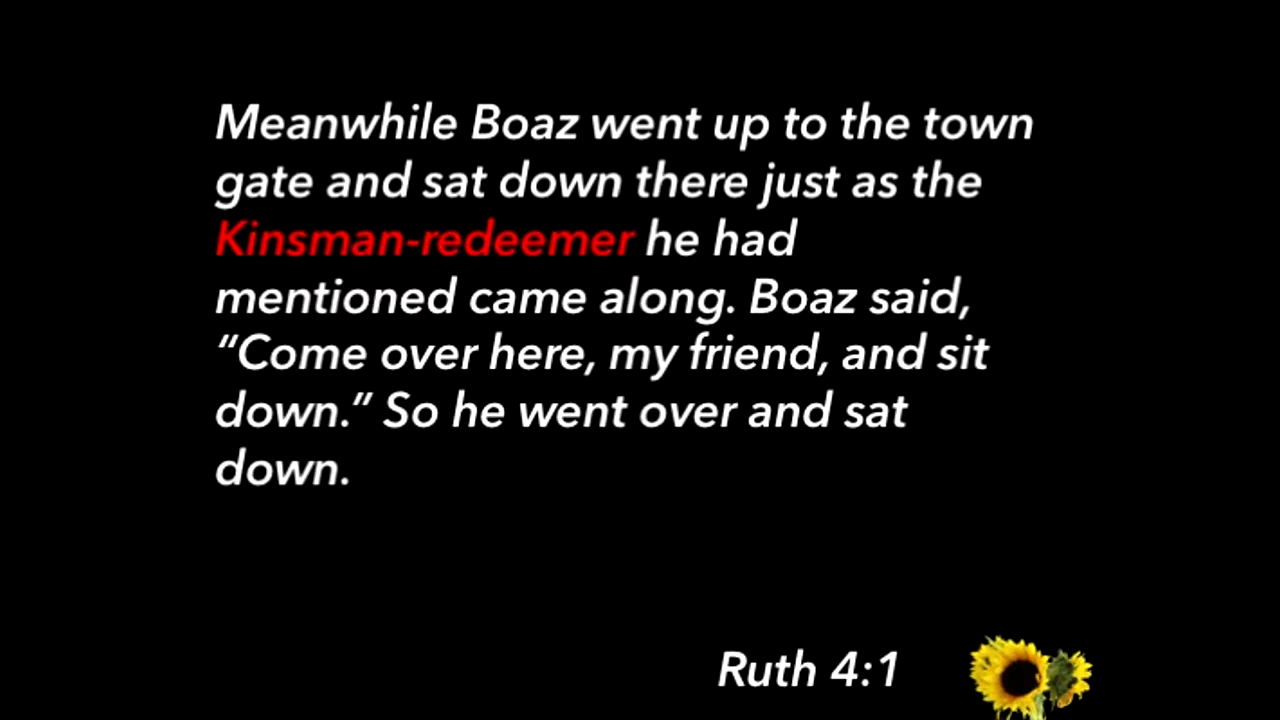 Meanwhile Boaz went up to the town
gate and sat down there just as the
Kinsman-redeemer he had
mentioned came along. Boaz said,
“Come over here, my friend, and sit
down.” So he went over and sat
down.
Ruth 4:1